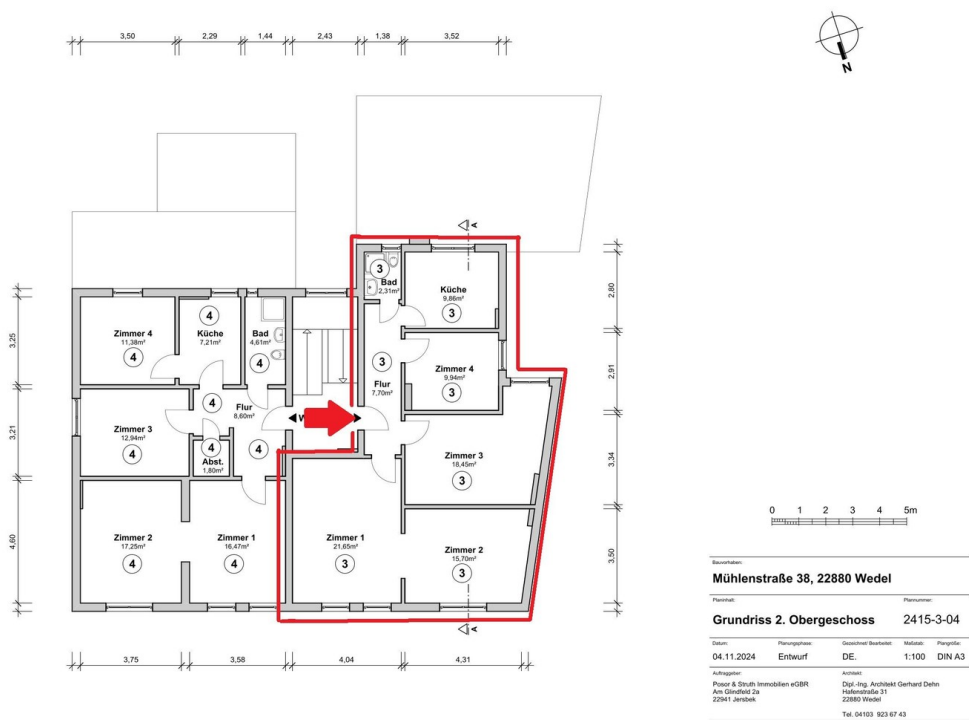 3,50 2,29 1,44 2,43 1,38 3,52
N
A
3
Bad
2,31m²
Küche
9,86m²
3
2,80
Zimmer 4
11,38m²
4
4
Küche
7,21m²
Bad
4,61m²
4
3,25
3
Flur
7,70m²
Zimmer 4
9,94m²
3
2,91
4
Flur
8,60m²
W
Zimmer 3
12,94m²
4
4
Abst.
1,80m²
4
3,21
Zimmer 3
18,45m²
3
3,34
Zimmer 2
17,25m²
4
Zimmer 1
16,47m²
4
4,60
Zimmer 1
21,65m²
3
Zimmer 2
15,70m²
3
3,50
A
3,75 3,58 4,04 4,31
0 1 2 3 4 5m
Bauvorhaben:
Mühlenstraße 38, 22880 Wedel
Planinhalt: Plannummer:
Grundriss 2. Obergeschoss 2415-3-04
Datum: Planungsphase: Gezeichnet/ Bearbeitet: Maßstab: Plangröße:
04.11.2024 Entwurf DE. 1:100 DIN A3
Auftraggeber: Architekt:
Posor & Struth Immobilien eGBR Dipl.-Ing. Architekt Gerhard Dehn
Am Glindfeld 2a Hafenstraße 31
22941 Jersbek 22880 Wedel
Tel. 04103 923 67 43